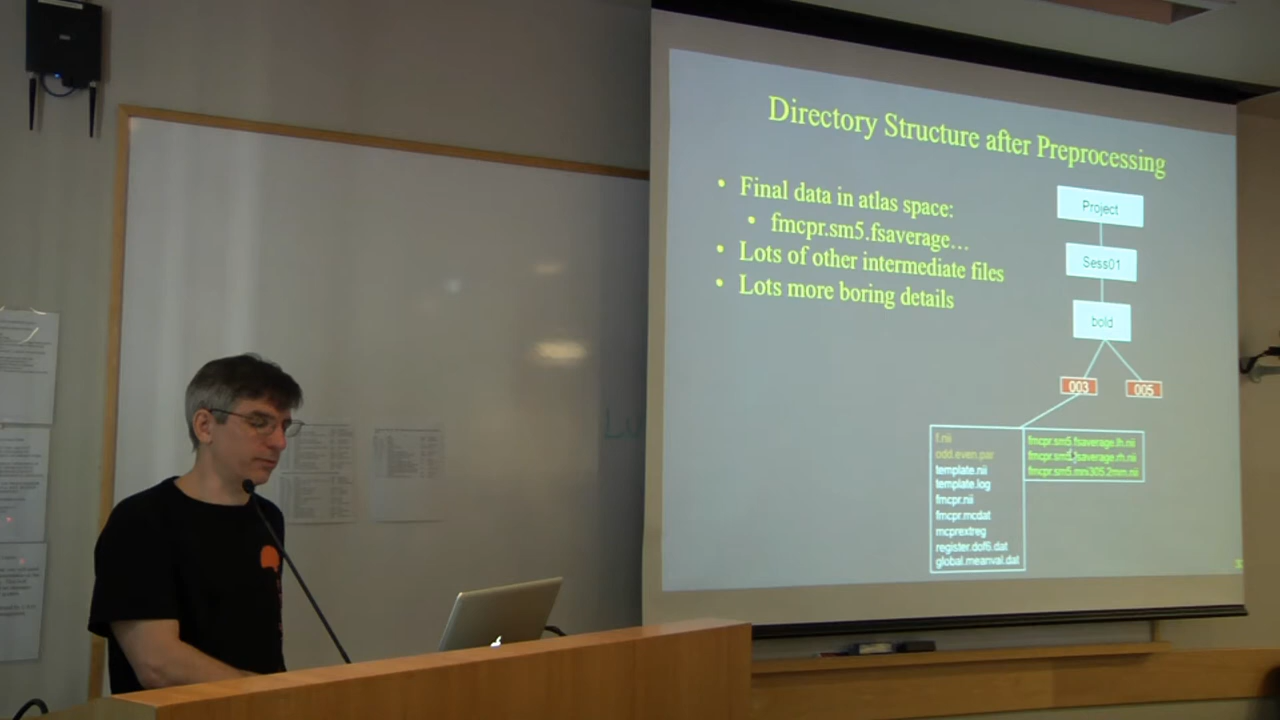 Directory Structure after Preprocessing
• Final data in atlas space:
• fmcpr.sm5.fsaverage…
• Lots of other intermediate files
• Lots more boring details
Project
Sess01
bold
003
005
f.nii
odd.even.par
template.nii
template.log
fmcpr.nii
fmcpr.mcdat
mcprextreg
register.dof6.dat
global.meanval.dat
fmcpr.sm5.fsaverage.lh.nii
fmcpr.sm5.fsaverage.rh.nii
fmcpr.sm5.mni305.2mm.nii